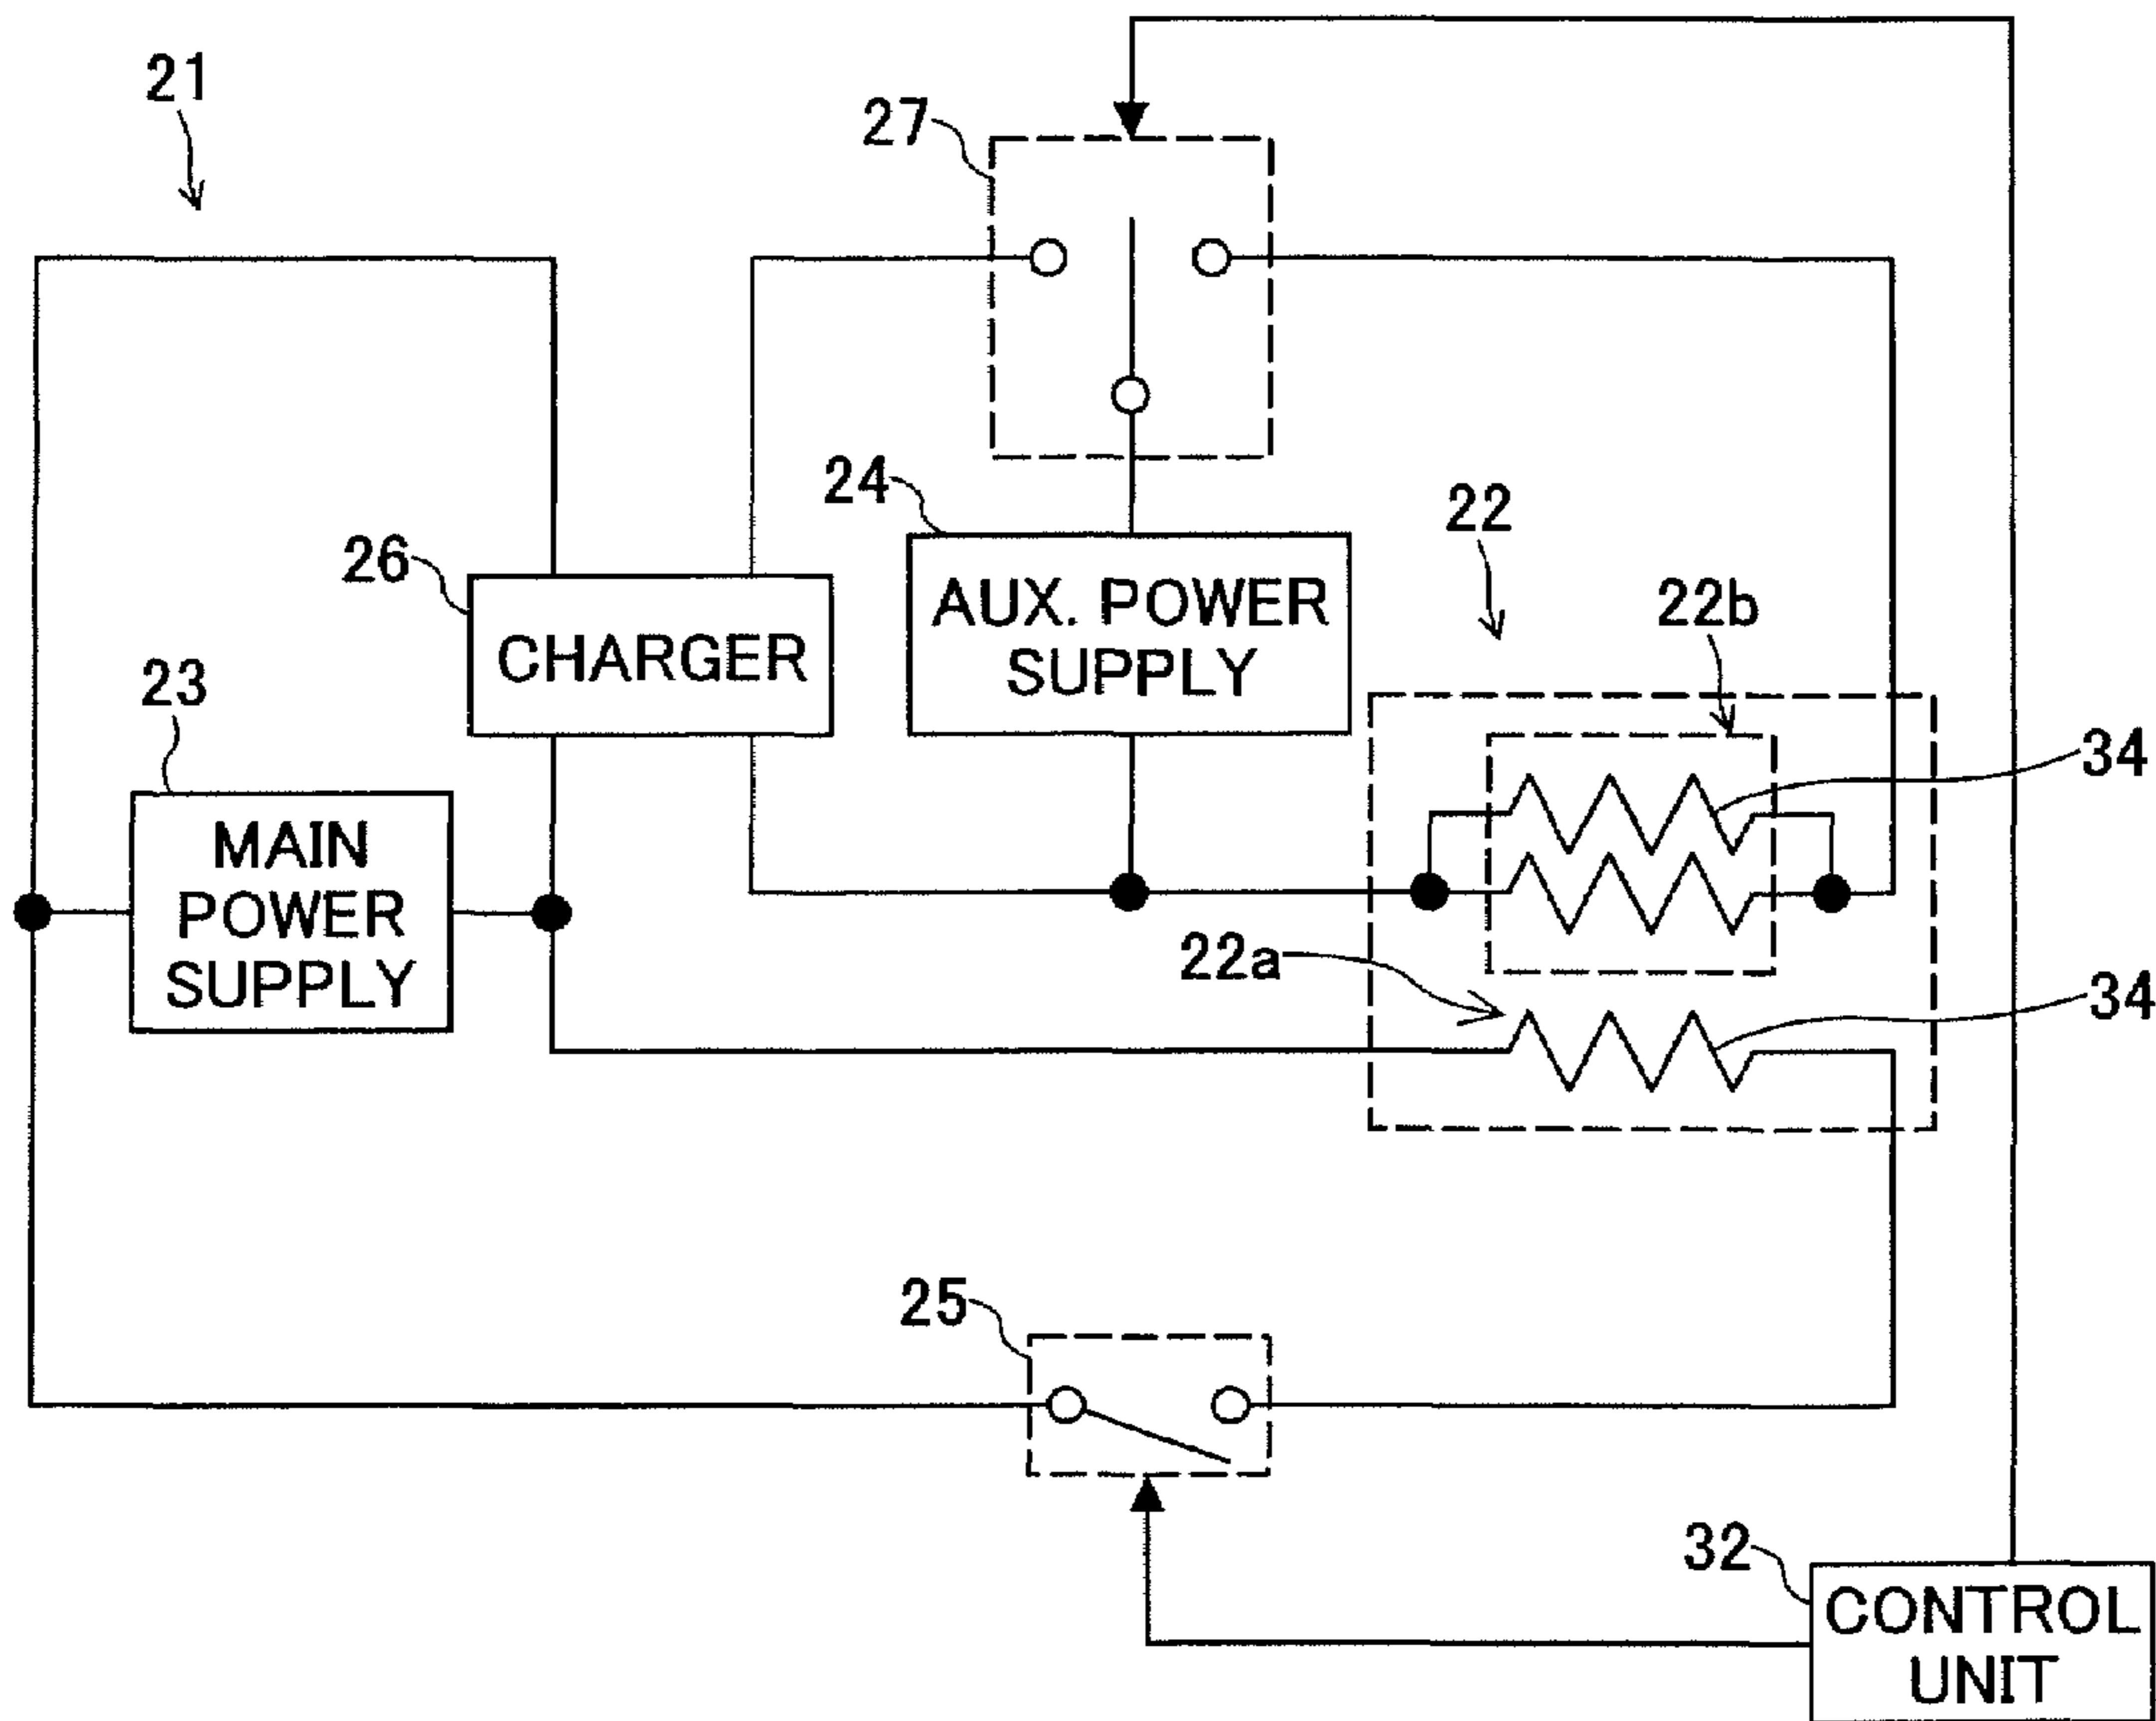 21
27
24
22
26
AUX. POWER
SUPPLY
22b
CHARGER
23
34
MAIN
POWER
SUPPLY
22a
34
25
32
CONTROL
UNIT